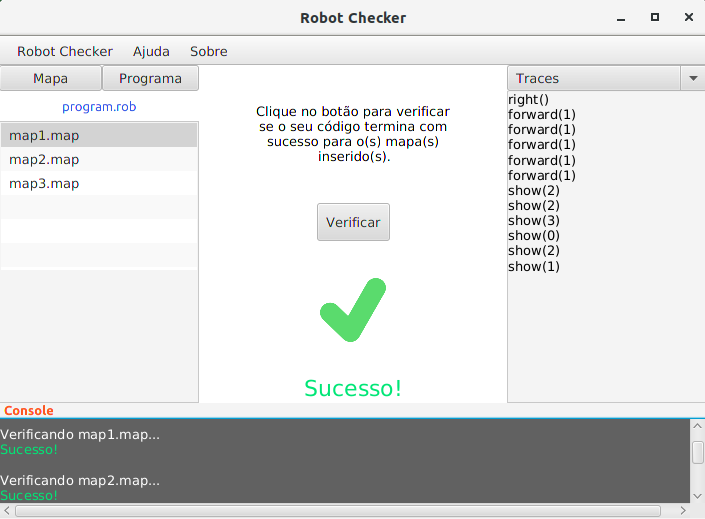 Robot Checker
Robot Checker Ajuda Sobre
Mapa Programa
program.rob
map1.map
map2.map
map3.map
Clique no botão para verificar
se o seu código termina com
sucesso para o(s) mapa(s)
inserido(s).
Verificar
Sucesso!
Traces
right()
forward(1)
forward(1)
forward(1)
forward(1)
forward(1)
show(2)
show(2)
show(3)
show(0)
show(2)
show(1)
Console
Verificando map1.map...
Sucesso!
Verificando map2.map...
Sucesso!